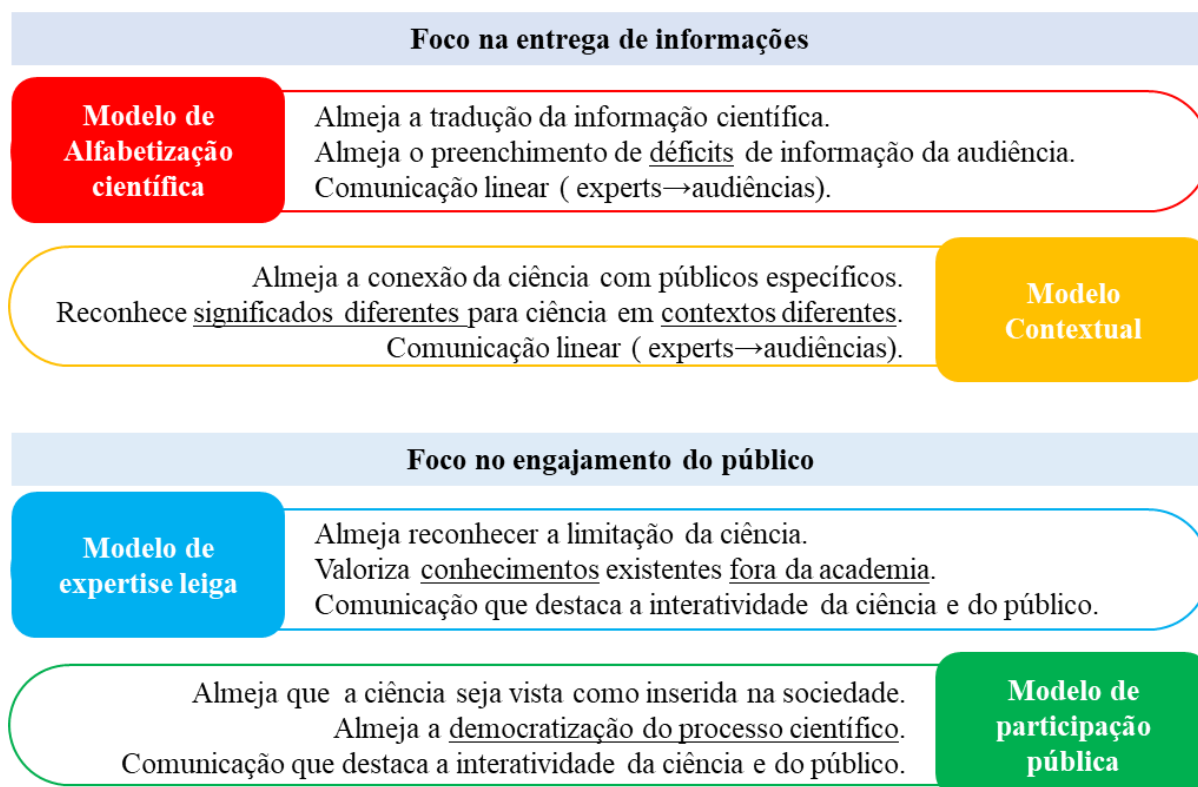 Foco na entrega de informações
Modelo de
Alfabetização
científica
Almeja a tradução da informação científica.
Almeja o preenchimento de déficits de informação da audiência.
Comunicação linear ( experts→audiências).
Almeja a conexão da ciência com públicos específicos.
Reconhece significados diferentes para ciência em contextos diferentes.
Comunicação linear ( experts→audiências).
Modelo
Contextual
Foco no engajamento do público
Modelo de
expertise leiga
Almeja reconhecer a limitação da ciência.
Valoriza conhecimentos existentes fora da academia.
Comunicação que destaca a interatividade da ciência e do público.
Almeja que a ciência seja vista como inserida na sociedade.
Almeja a democratização do processo científico.
Comunicação que destaca a interatividade da ciência e do público.
Modelo de
participação
pública